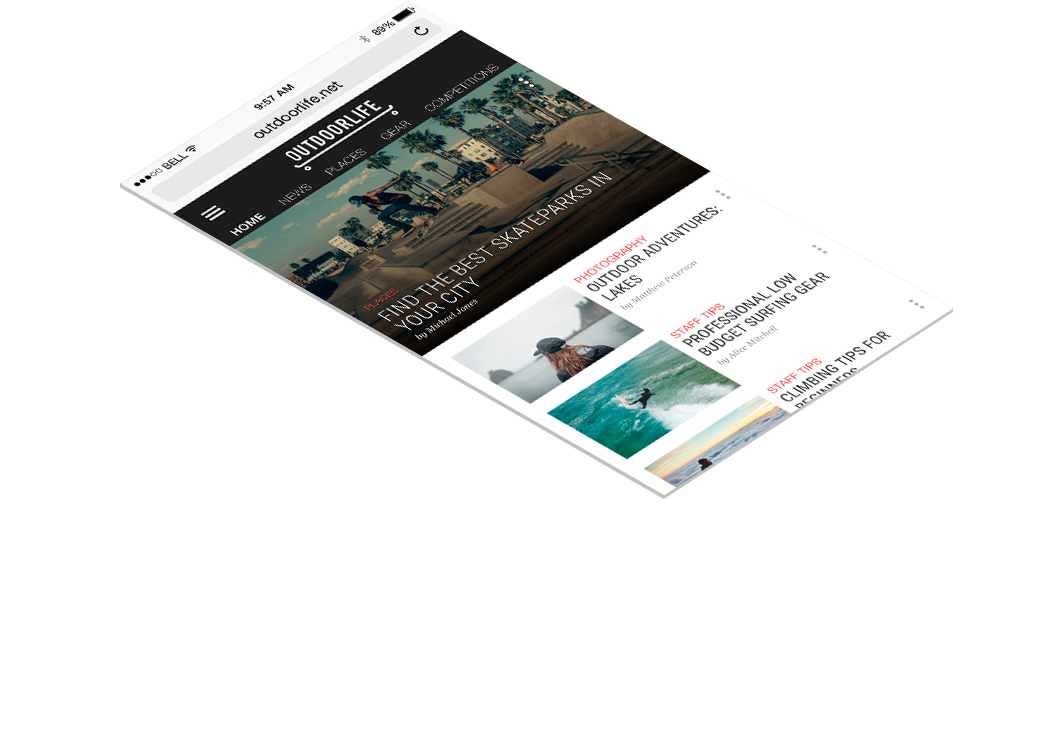 BELL 9:57 AM 89%
outdoorlife.net
OUTDOORLIFE
HOME NEWS PLACES GEAR COMPETITIONS
PLACES
FIND THE BEST SKATEPARKS IN
YOUR CITY
by Michael Jones
PHOTOGRAPHY
OUTDOOR ADVENTURES:
LAKES
by Matthew Peterson
STAFF TIPS
PROFESSIONAL LOW
BUDGET SURFING GEAR
by Alice Mitchell
STAFF TIPS
CLIMBING TIPS FOR
BEGINNERS